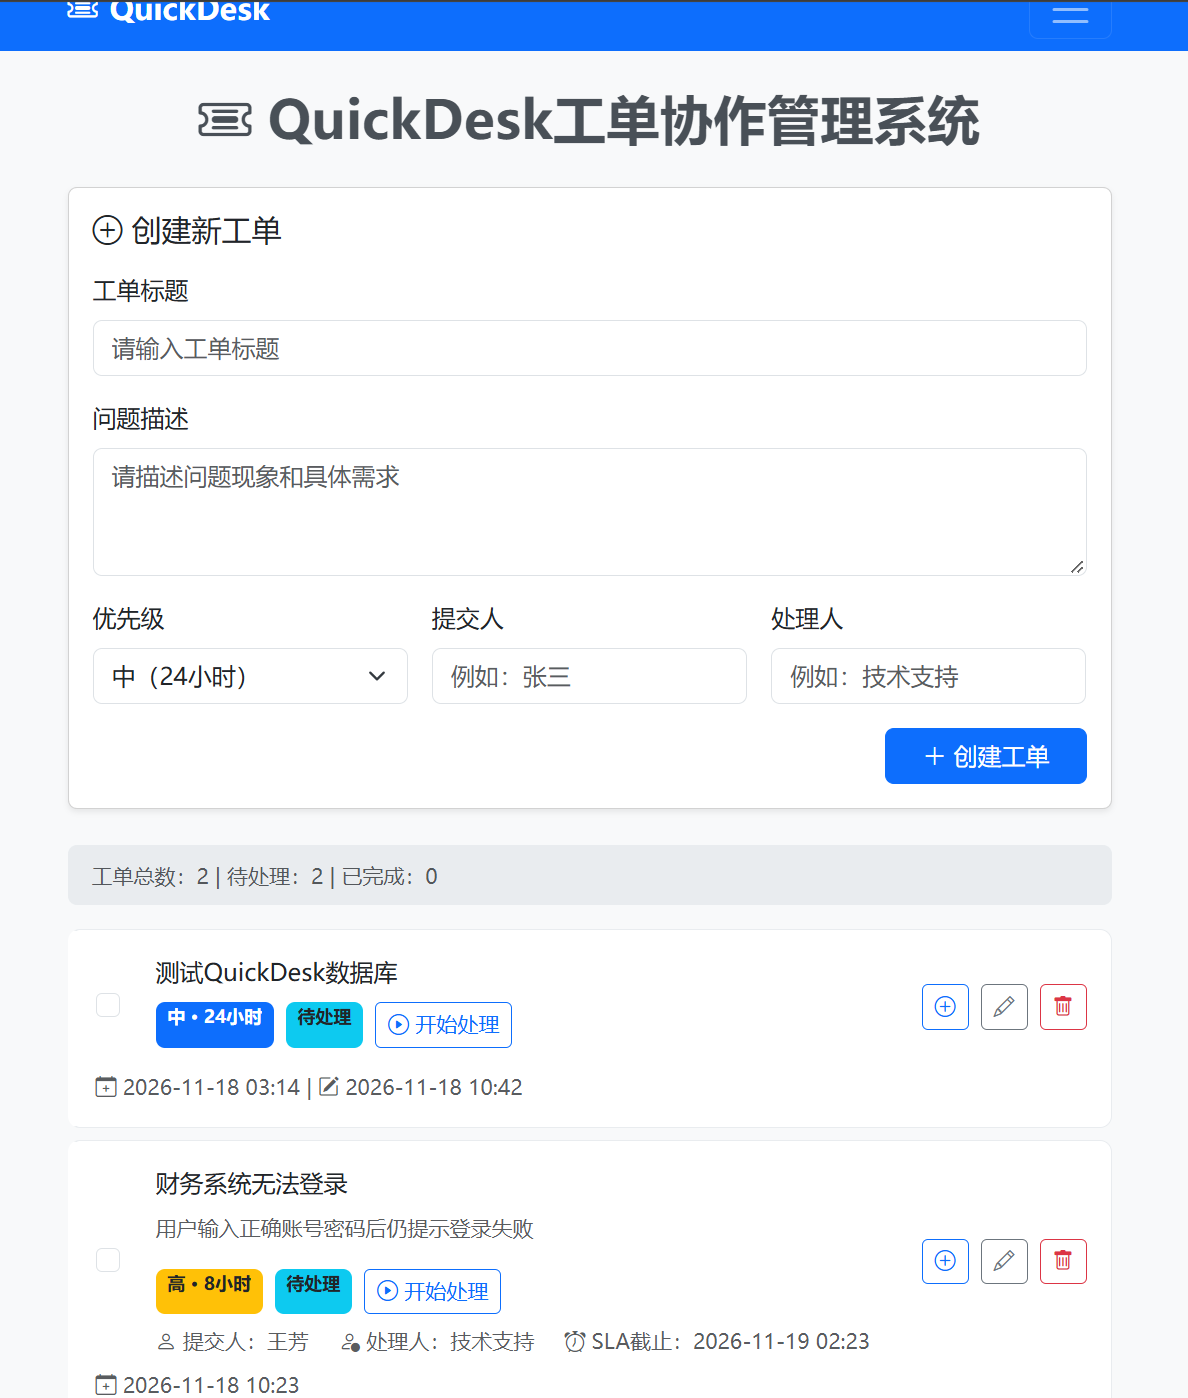 QuickDesk
QuickDesk工单协作管理系统
创建新工单
工单标题
请输入工单标题
问题描述
请描述问题现象和具体需求
优先级 提交人 处理人
中（24小时） 例如：张三 例如：技术支持
创建工单
工单总数：2 | 待处理：2 | 已完成：0
测试QuickDesk数据库
中・24小时 待处理 开始处理
2026-11-18 03:14 | 2026-11-18 10:42
财务系统无法登录
用户输入正确账号密码后仍提示登录失败
高・8小时 待处理 开始处理
提交人：王芳 处理人：技术支持 SLA截止：2026-11-19 02:23
2026-11-18 10:23